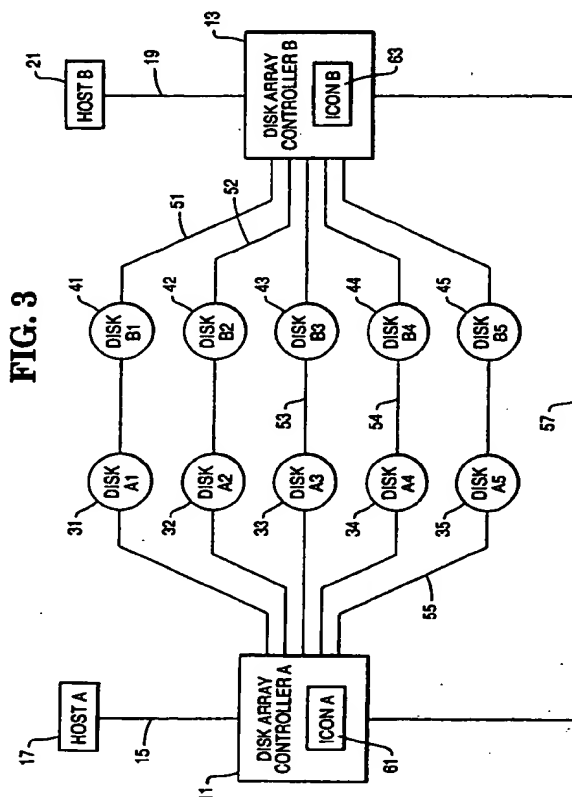 FIG. 3
17
HOST A
15
11
DISK ARRAY
CONTROLLER A
ICON A
61
31
DISK
A1
32
DISK
A2
33
DISK
A3
34
DISK
A4
35
DISK
A5
55
41
DISK
B1
42
DISK
B2
43
DISK
B3
44
DISK
B4
45
DISK
B5
51
52
53
54
57
21
HOST B
19
13
DISK ARRAY
CONTROLLER B
ICON B
63